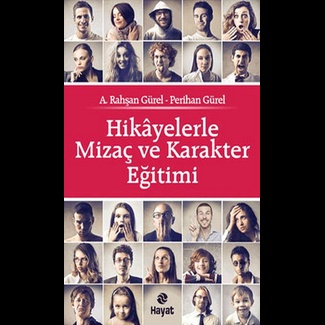 A. Rahşan Gürel - Perihan Gürel
Hikâyelerle
Mizaç ve Karakter
Eğitimi
Hayat